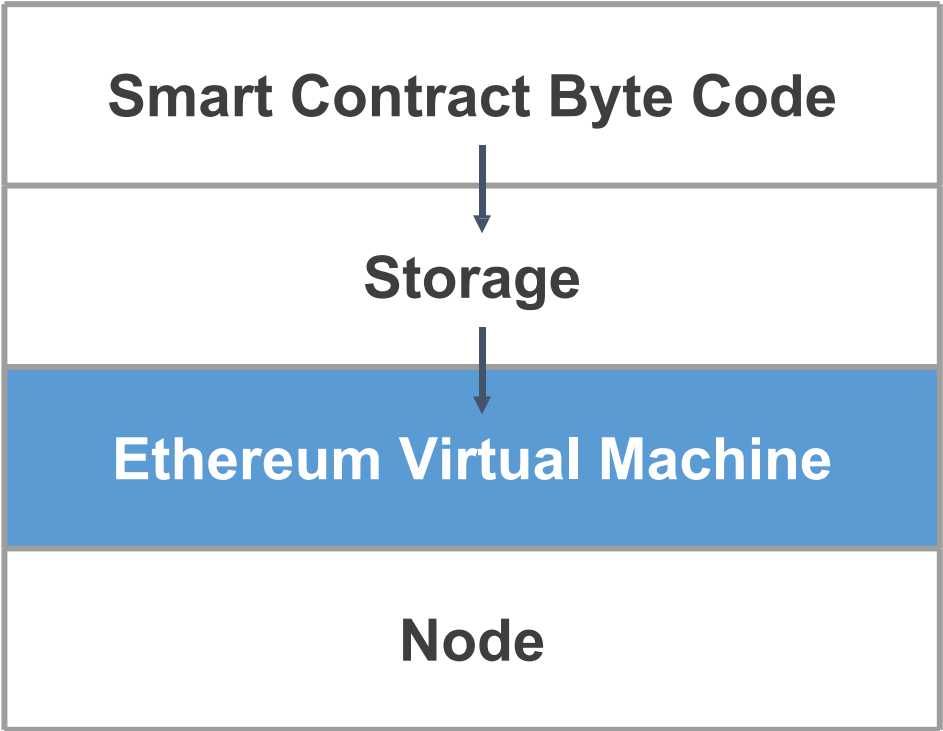 Smart Contract Byte Code
Storage
Ethereum Virtual Machine
Node